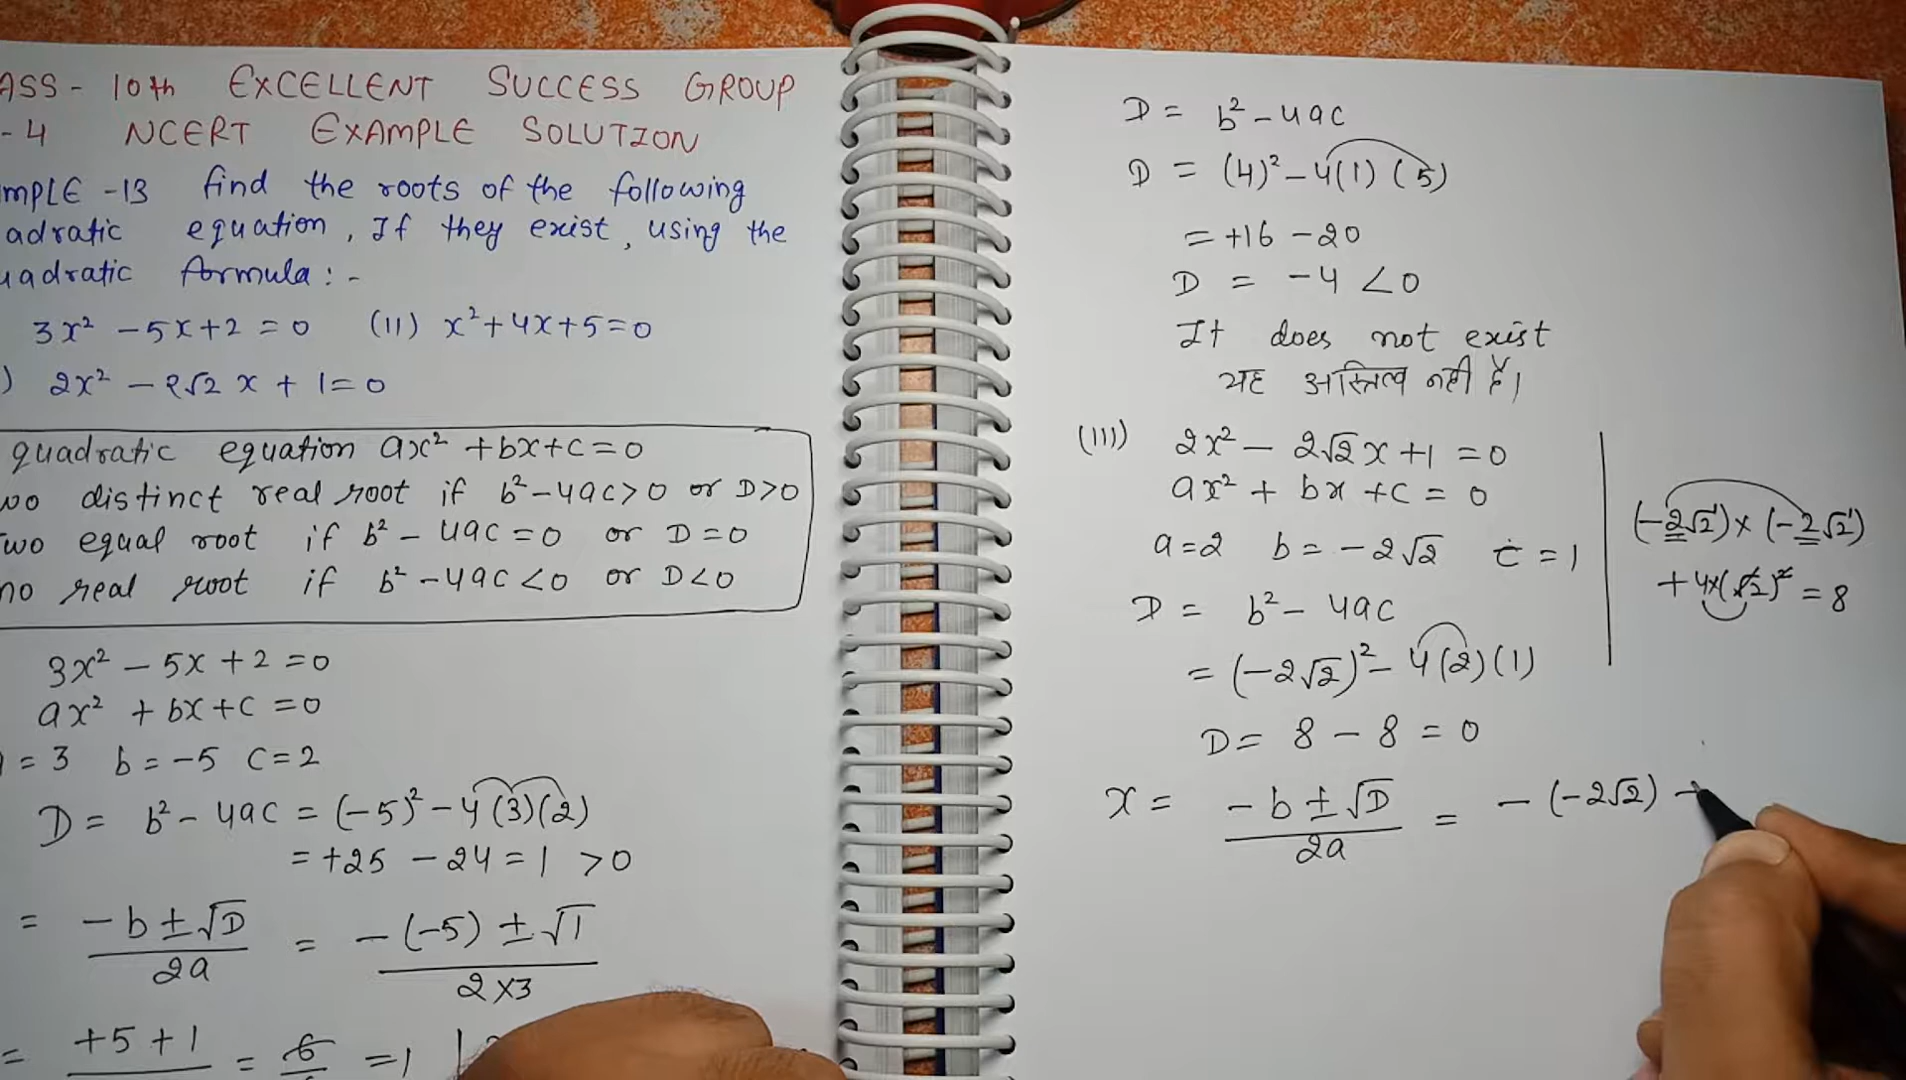 ASS - 10th EXCELLENT SUCCESS GROUP
- 4 NCERT EXAMPLE SOLUTION
mPLE -13 find the roots of the following
adratic equation, If they exist, using the
uadratic formula : -
3x² - 5x + 2 = 0 (II) x² + 4x + 5 = 0
) 2x² - 2√2 x + 1 = 0
quadratic equation ax² + bx + c = 0
wo distinct real root if b² - 4ac > 0 or D > 0
wo equal root if b² - 4ac = 0 or D = 0
no real root if b² - 4ac < 0 or D < 0
3x² - 5x + 2 = 0
ax² + bx + c = 0
= 3 b = -5 c = 2
D = b² - 4ac = (-5)² - 4(3)(2)
= +25 - 24 = 1 > 0
= -b ± √D / 2a = -(-5) ± √1 / 2×3
= +5 + 1 = 6 = 1
D = b² - 4ac
D = (4)² - 4(1)(5)
= +16 - 20
D = -4 < 0
It does not exist
यह अस्तित्व नहीं है।
(III) 2x² - 2√2x + 1 = 0
ax² + bx + c = 0
a = 2 b = -2√2 c = 1
D = b² - 4ac
= (-2√2)² - 4(2)(1)
D = 8 - 8 = 0
x = -b ± √D / 2a = -(-2√2)
(-2√2) × (-2√2)
+4×(√2)² = 8